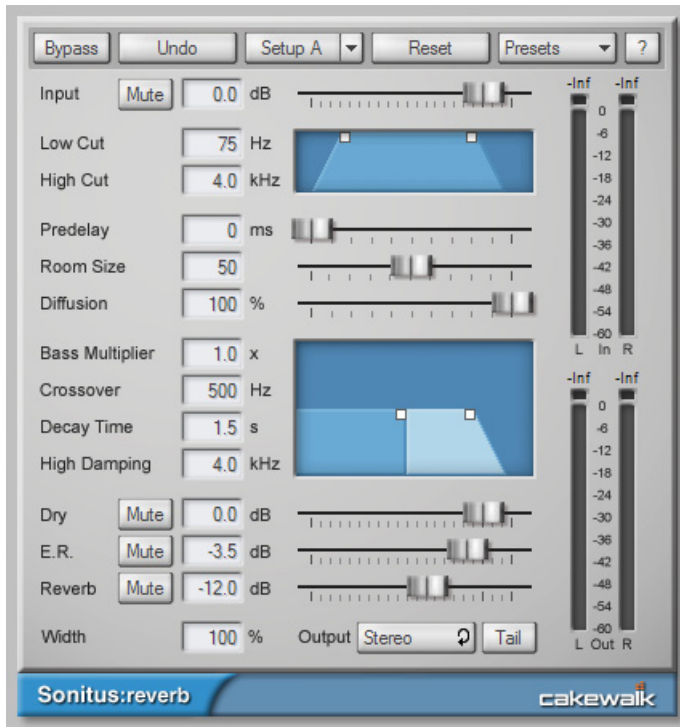 Bypass Undo Setup A Reset Presets ?
Input Mute 0.0 dB
-Inf -Inf
Low Cut 75 Hz
High Cut 4.0 kHz
Predelay 0 ms
Room Size 50
Diffusion 100 %
0
-6
-12
-18
-24
-30
-36
-42
-48
-54
-60
L In R
Bass Multiplier 1.0 x
Crossover 500 Hz
Decay Time 1.5 s
High Damping 4.0 kHz
-Inf -Inf
0
-6
-12
-18
-24
-30
-36
-42
-48
-54
-60
L Out R
Dry Mute 0.0 dB
E.R. Mute -3.5 dB
Reverb Mute -12.0 dB
Width 100 % Output Stereo Tail
Sonitus:reverb cakewalk